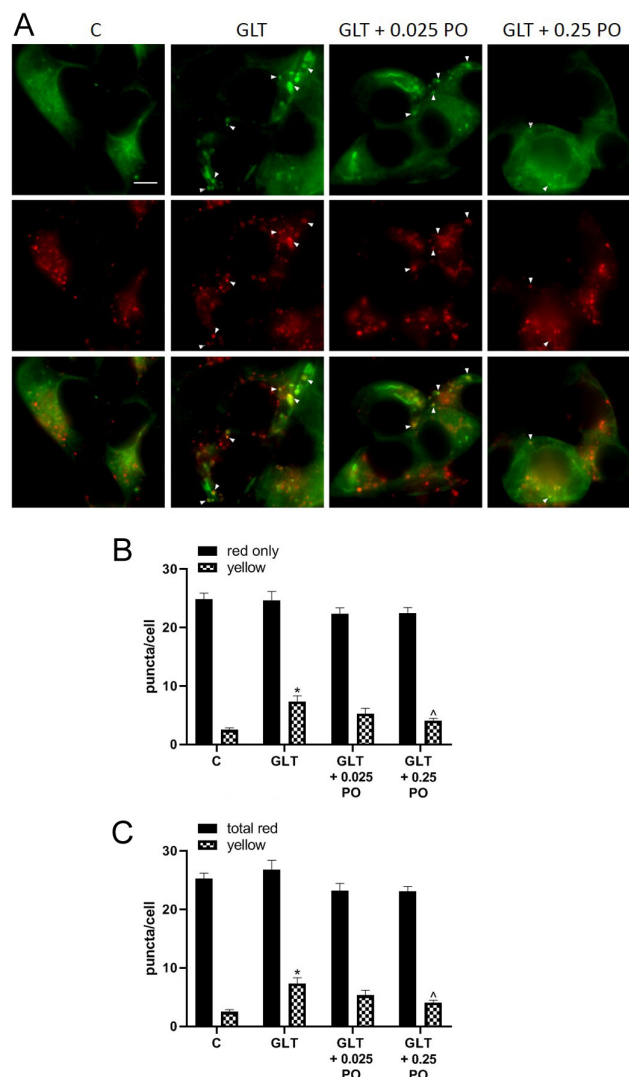 A
C GLT GLT + 0.025 PO GLT + 0.25 PO
B
red only
yellow
puncta/cell
30
20
10
0
*
^
C GLT GLT GLT
+ 0.025 + 0.25
PO PO
C
total red
yellow
puncta/cell
30
20
10
0
*
^
C GLT GLT GLT
+ 0.025 + 0.25
PO PO